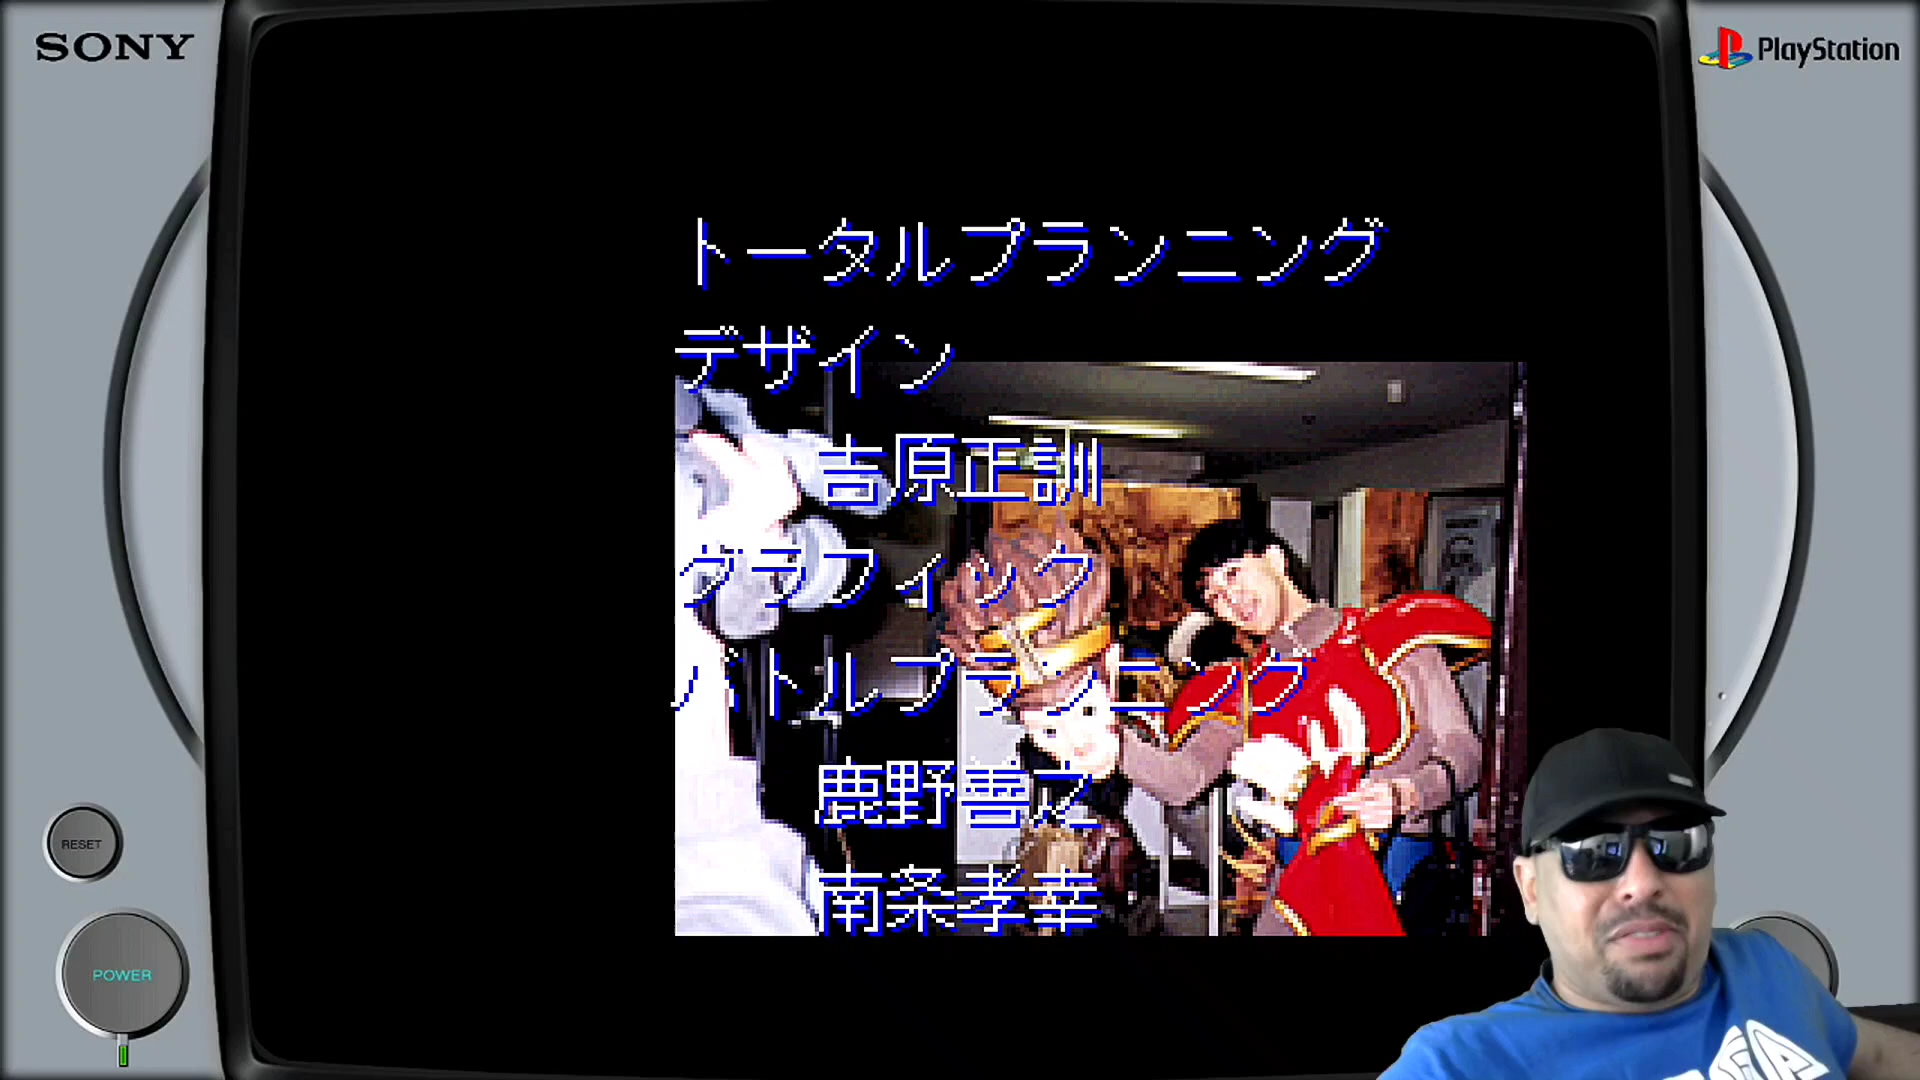 SONY
PlayStation
トータルプランニング
デザイン
吉原正訓
グラフィック
バトルプランニング
鹿野善之
南条孝幸
RESET
POWER